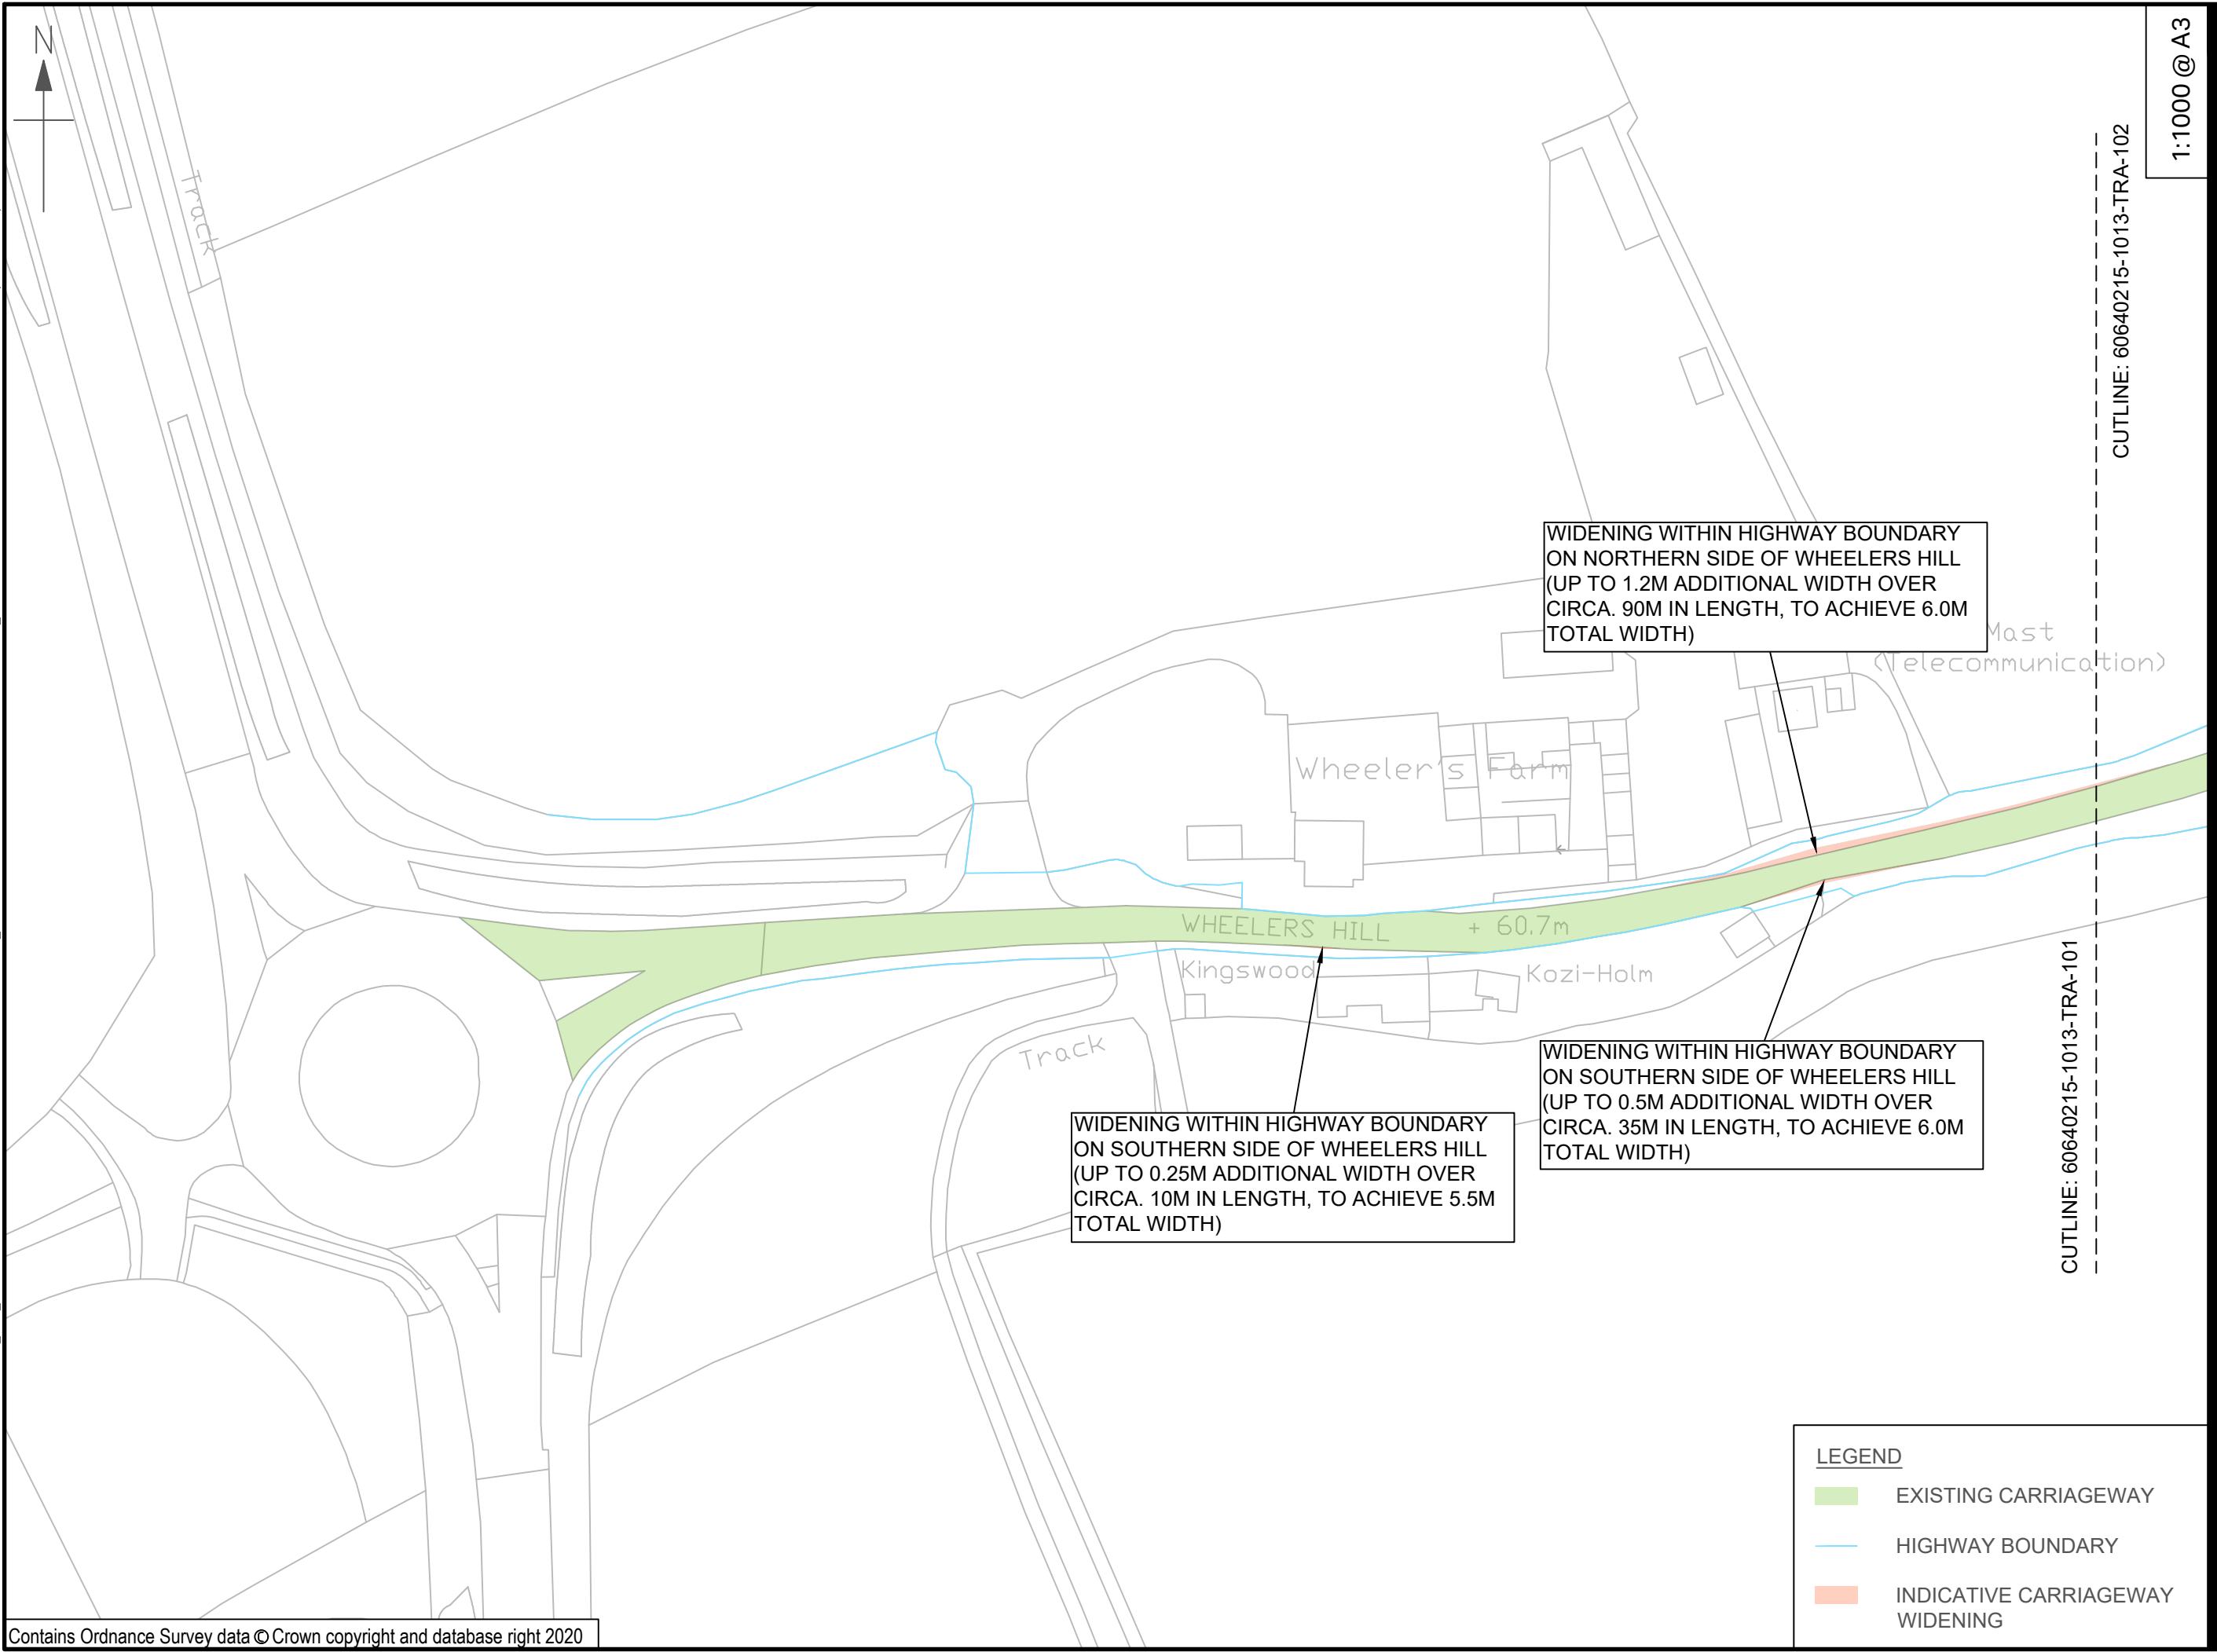 N
1:1000 @ A3
CUTLINE: 60640215-1013-TRA-102
Track
WIDENING WITHIN HIGHWAY BOUNDARY
ON NORTHERN SIDE OF WHEELERS HILL
(UP TO 1.2M ADDITIONAL WIDTH OVER
CIRCA. 90M IN LENGTH, TO ACHIEVE 6.0M
TOTAL WIDTH)
Mast
(Telecommunication)
Wheeler's Farm
WHEELERS HILL
+ 60.7m
Kingswood
Kozi-Holm
Track
WIDENING WITHIN HIGHWAY BOUNDARY
ON SOUTHERN SIDE OF WHEELERS HILL
(UP TO 0.25M ADDITIONAL WIDTH OVER
CIRCA. 10M IN LENGTH, TO ACHIEVE 5.5M
TOTAL WIDTH)
WIDENING WITHIN HIGHWAY BOUNDARY
ON SOUTHERN SIDE OF WHEELERS HILL
(UP TO 0.5M ADDITIONAL WIDTH OVER
CIRCA. 35M IN LENGTH, TO ACHIEVE 6.0M
TOTAL WIDTH)
CUTLINE: 60640215-1013-TRA-101
LEGEND
EXISTING CARRIAGEWAY
HIGHWAY BOUNDARY
INDICATIVE CARRIAGEWAY
WIDENING
Contains Ordnance Survey data © Crown copyright and database right 2020